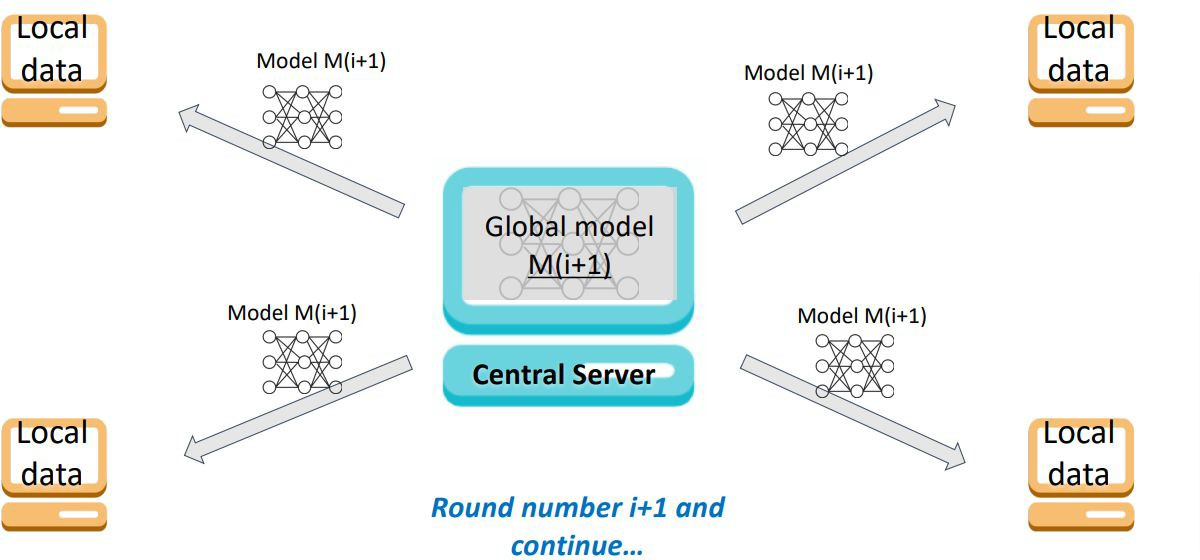 Local
data
Model M(i+1)
Model M(i+1)
Local
data
Global model
M(i+1)
Model M(i+1)
Model M(i+1)
Central Server
Local
data
Local
data
Round number i+1 and
continue…